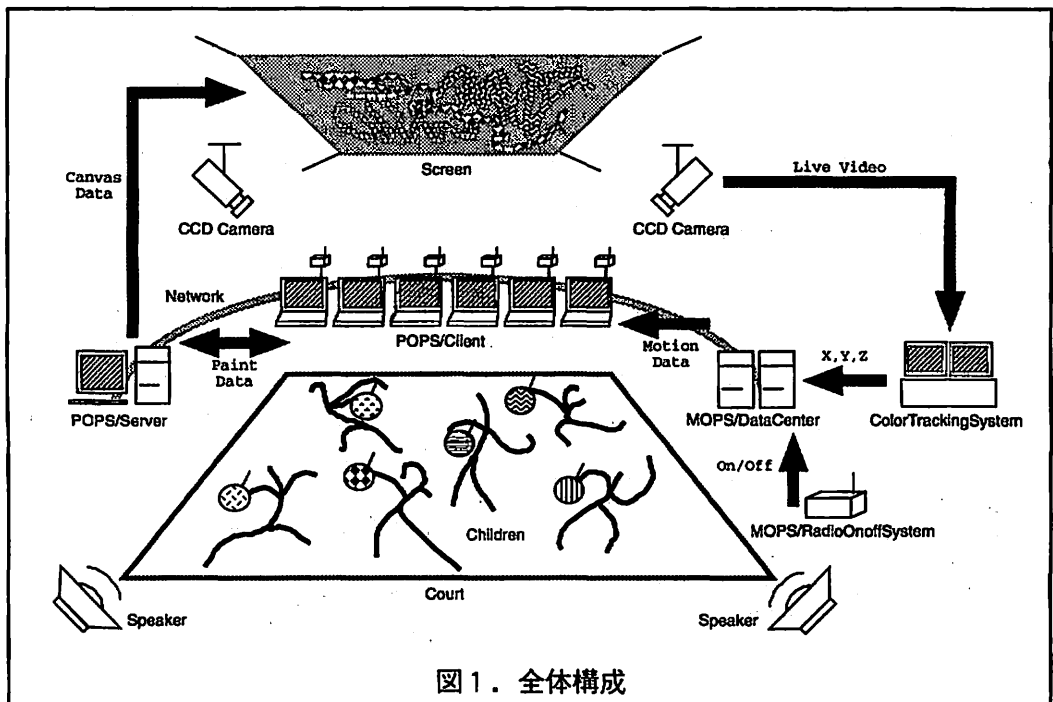 Screen
Canvas
Data
CCD Camera
CCD Camera
Live Video
Network
POPS/Client
Paint
Data
Motion
Data
X,Y,Z
POPS/Server
MOPS/DataCenter
ColorTrackingSystem
On/Off
MOPS/RadioOnoffSystem
Children
Court
Speaker
Speaker
図1. 全体構成